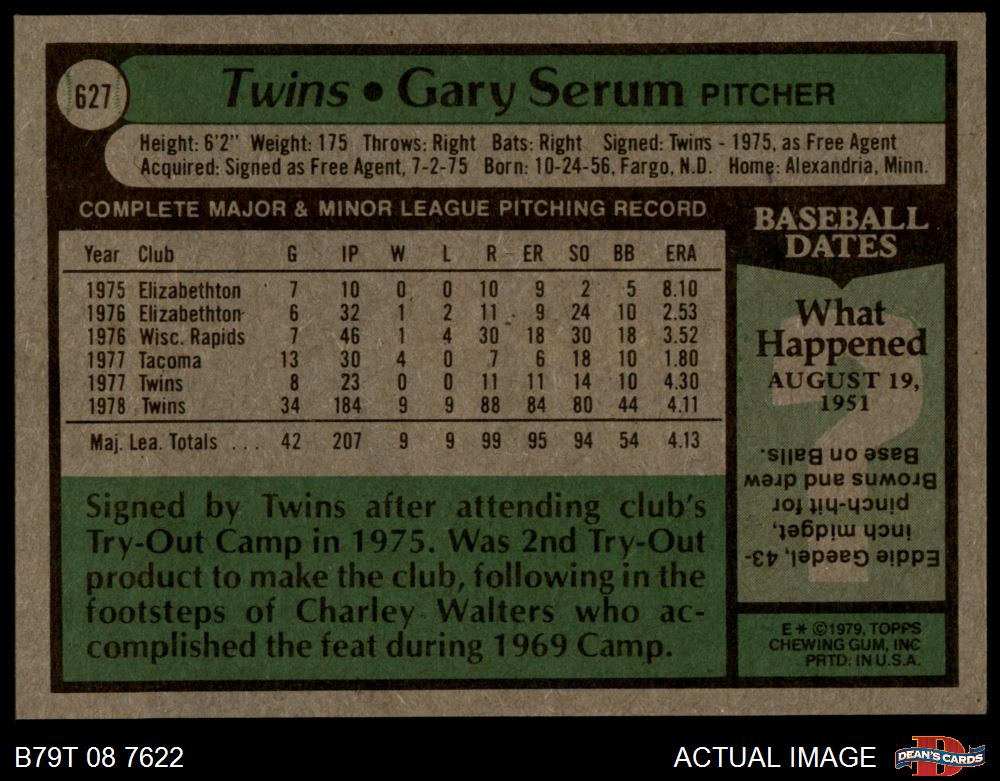 627
Twins • Gary Serum PITCHER
Height: 6'2" Weight: 175 Throws: Right Bats: Right Signed: Twins - 1975, as Free Agent
Acquired: Signed as Free Agent, 7-2-75 Born: 10-24-56, Fargo, N.D. Home: Alexandria, Minn.
COMPLETE MAJOR & MINOR LEAGUE PITCHING RECORD
Year Club G IP W L R ER SO BB ERA
1975 Elizabethton 7 10 0 0 10 9 2 5 8.10
1976 Elizabethton 6 32 1 2 11 9 24 10 2.53
1976 Wisc. Rapids 7 46 1 4 30 18 30 18 3.52
1977 Tacoma 13 30 4 0 7 6 18 10 1.80
1977 Twins 8 23 0 0 11 11 14 10 4.30
1978 Twins 34 184 9 9 88 84 80 44 4.11
Maj. Lea. Totals . . . 42 207 9 9 99 95 94 54 4.13
Signed by Twins after attending club's
Try-Out Camp in 1975. Was 2nd Try-Out
product to make the club, following in the
footsteps of Charley Walters who ac-
complished the feat during 1969 Camp.
BASEBALL
DATES
What
Happened
AUGUST 19,
1951
Eddie Gaedel, 43-
inch midget,
pinch-hit for
Browns and drew
Base on Balls.
E * ©1979, TOPPS
CHEWING GUM, INC
PRTD. IN U.S.A.
B79T 08 7622
ACTUAL IMAGE
D
DEAN'S CARDS